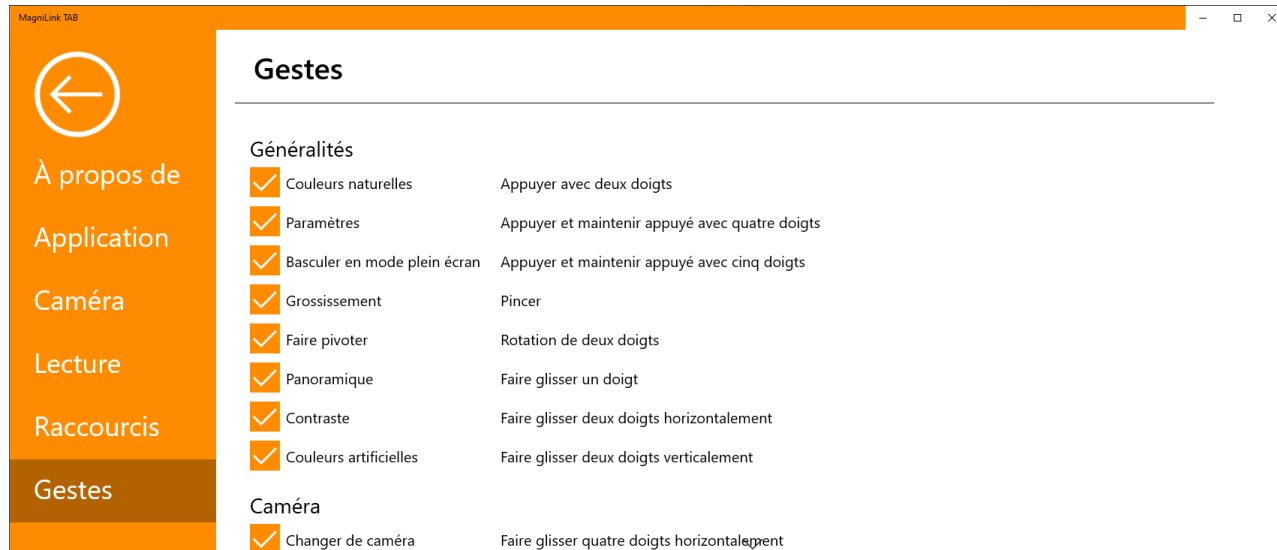 MagniLink TAB
Gestes
À propos de
Application
Caméra
Lecture
Raccourcis
Gestes
Généralités
Couleurs naturelles Appuyer avec deux doigts
Paramètres Appuyer et maintenir appuyé avec quatre doigts
Basculer en mode plein écran Appuyer et maintenir appuyé avec cinq doigts
Grossissement Pincer
Faire pivoter Rotation de deux doigts
Panoramique Faire glisser un doigt
Contraste Faire glisser deux doigts horizontalement
Couleurs artificielles Faire glisser deux doigts verticalement
Caméra
Changer de caméra Faire glisser quatre doigts horizontalement